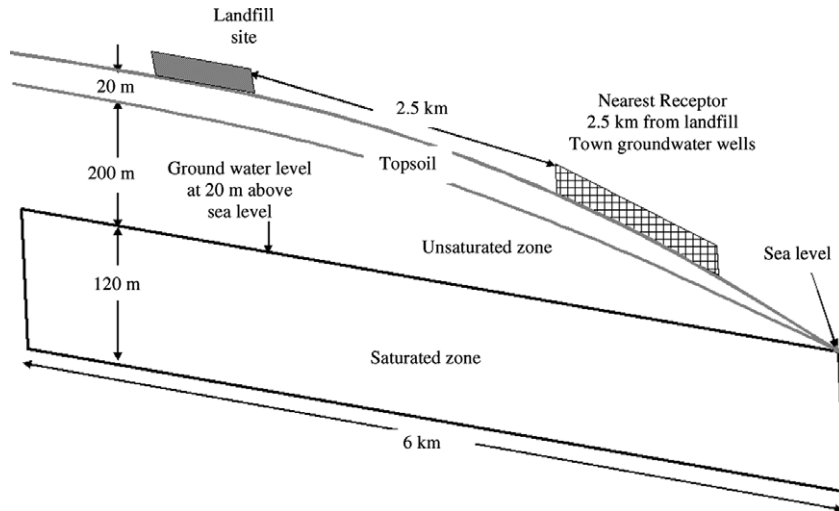 Landfill
site
20 m
2.5 km
Nearest Receptor
2.5 km from landfill
Town groundwater wells
Topsoil
200 m
Ground water level
at 20 m above
sea level
Unsaturated zone
Sea level
120 m
Saturated zone
6 km